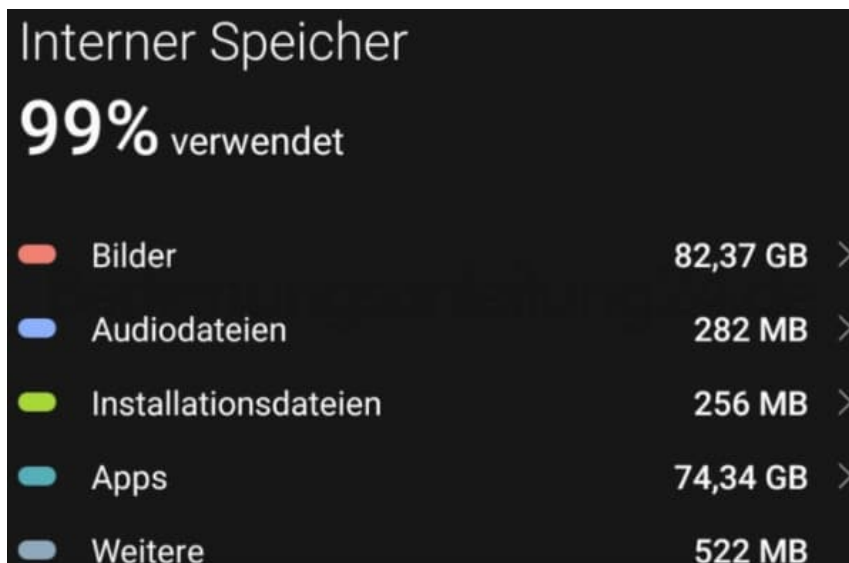 Interner Speicher
99% verwendet
Bilder 82,37 GB
Audiodateien 282 MB
Installationsdateien 256 MB
Apps 74,34 GB
Weitere 522 MB